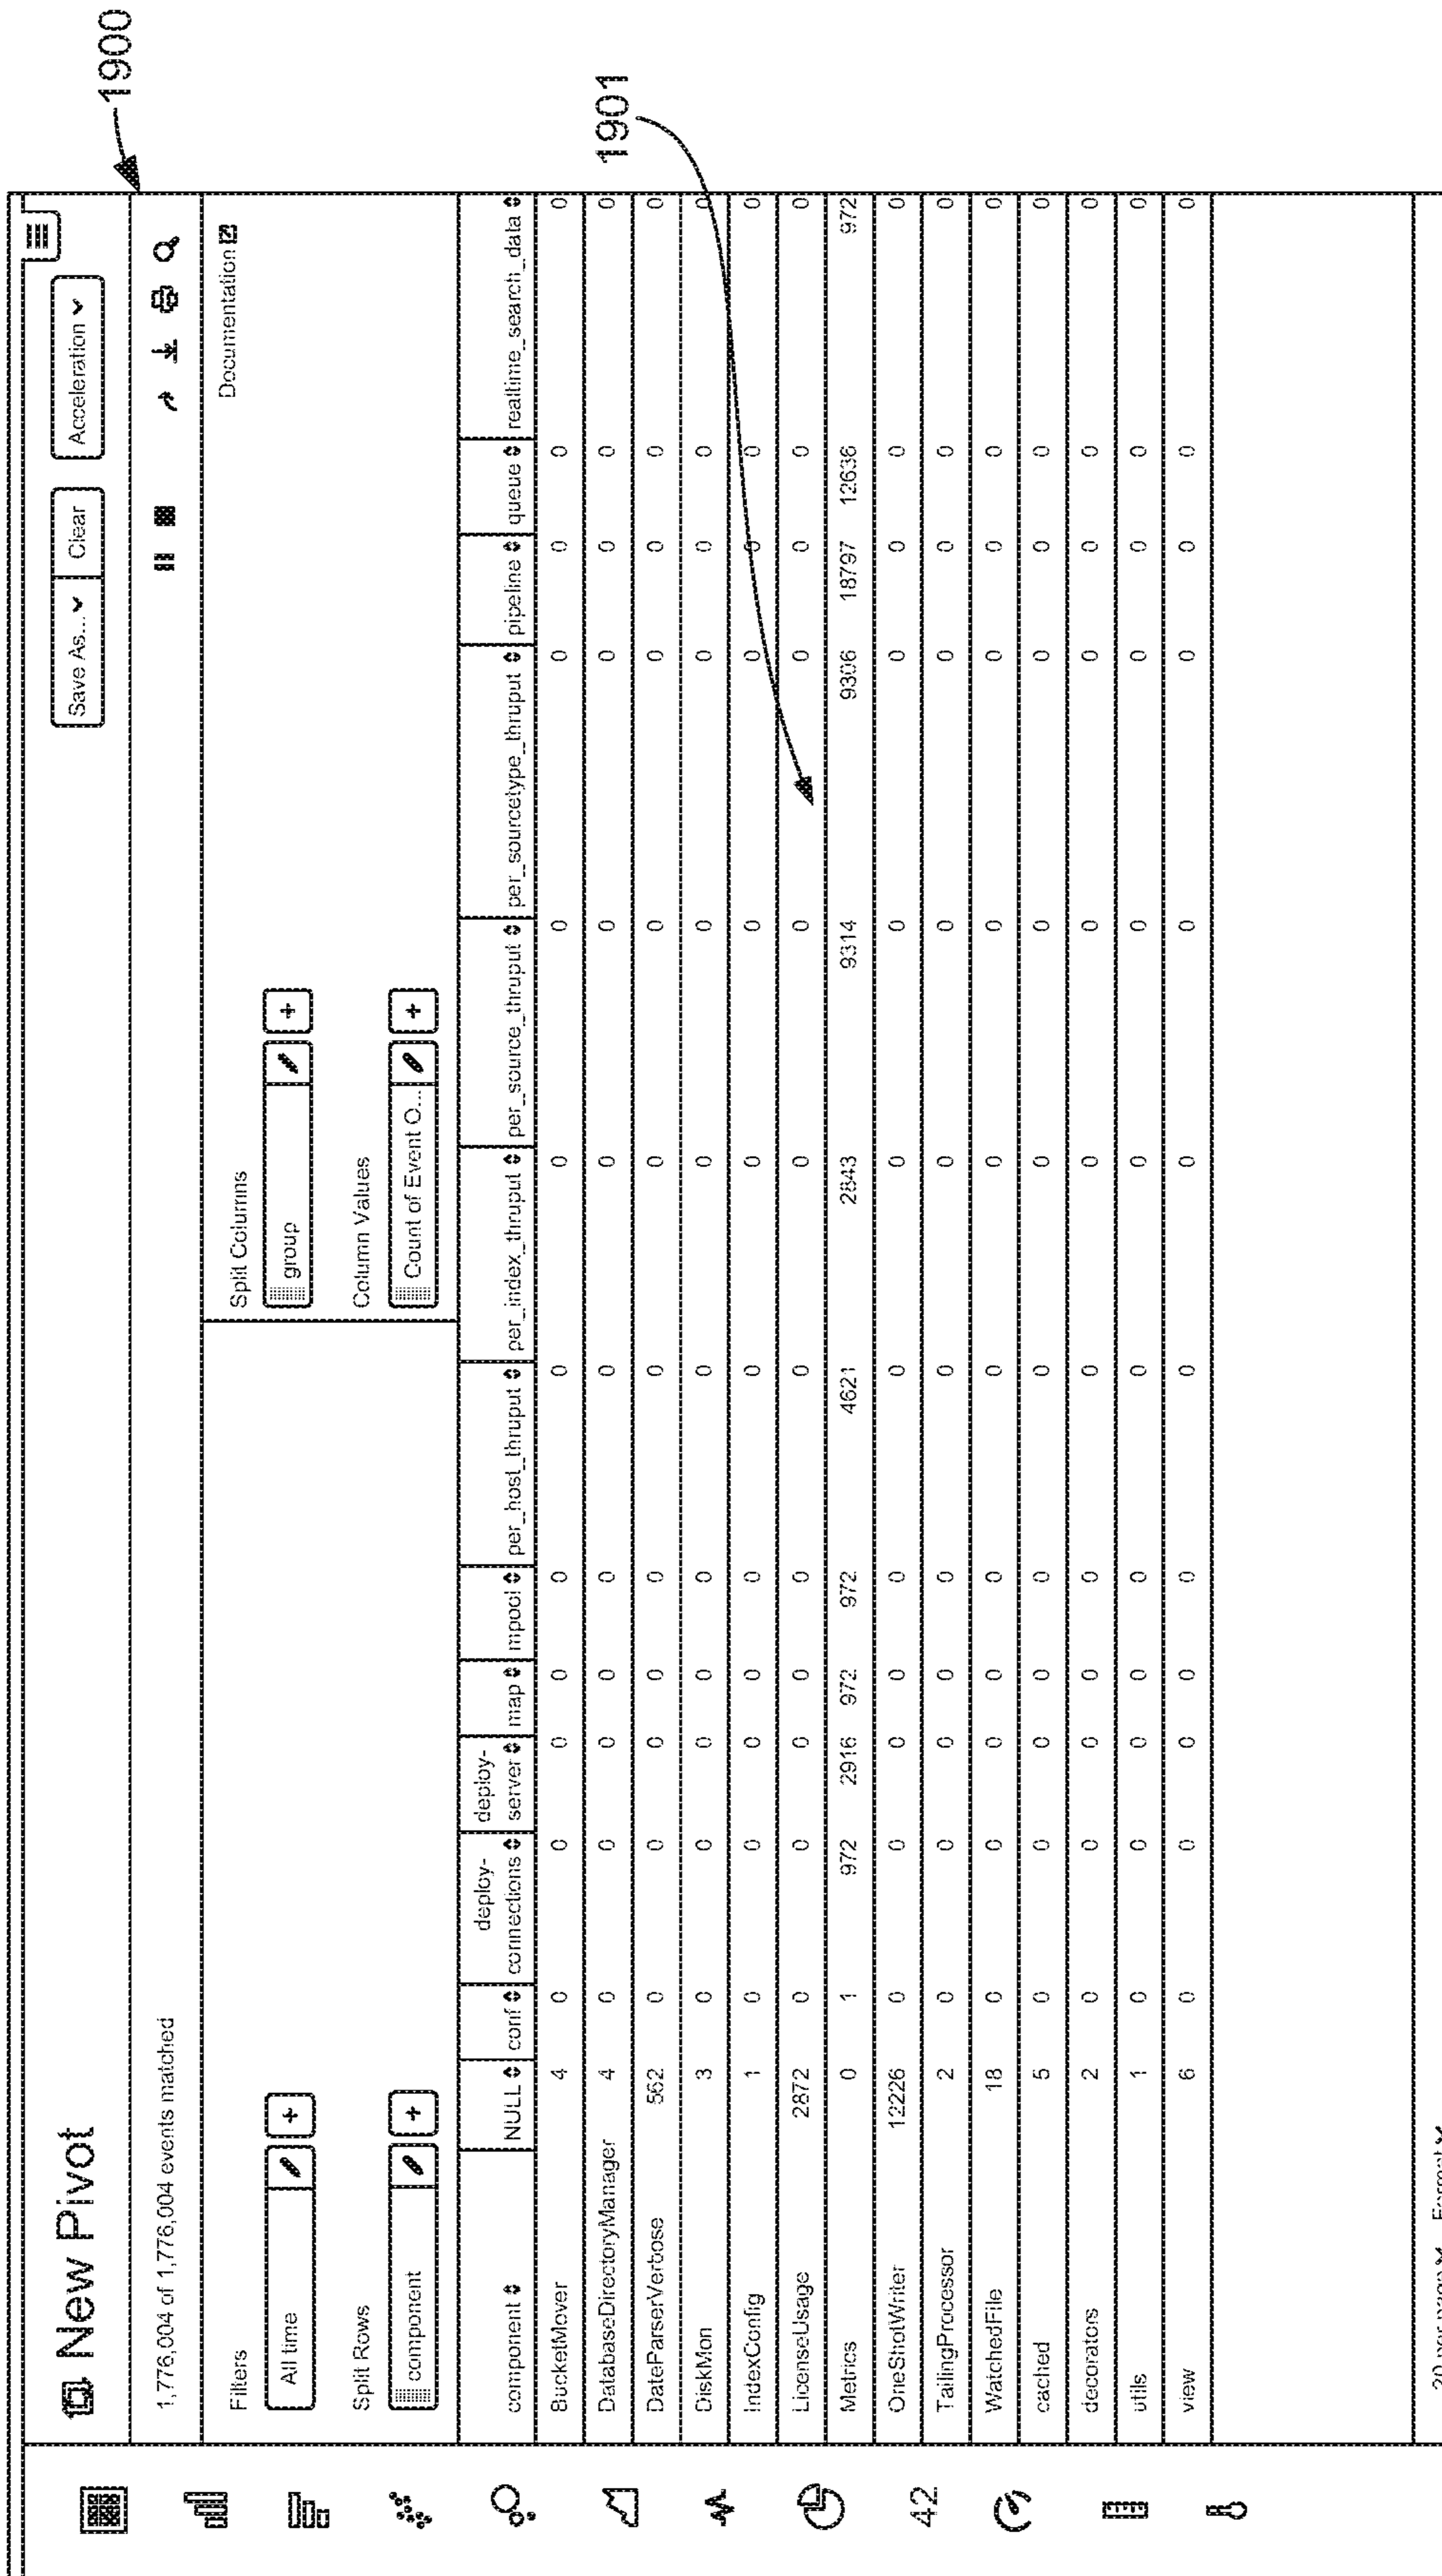 1900
1901
New Pivot
Save As... Clear Acceleration
1,776,004 of 1,776,004 events matched
Filters
All time
Split Columns
group
Documentation
Split Rows
component
Column Values
Count of Event O...
component NULL conf deploy-connections deploy-server map mpool per_host_thruput per_index_thruput per_source_thruput per_sourcetype_thruput pipeline queue realtime_search_data
BucketMover 4 0 0 0 0 0 0 0 0 0 0 0 0
DatabaseDirectoryManager 4 0 0 0 0 0 0 0 0 0 0 0 0
DateParserVerbose 562 0 0 0 0 0 0 0 0 0 0 0 0
DiskMon 3 0 0 0 0 0 0 0 0 0 0 0 0
IndexConfig 1 0 0 0 0 0 0 0 0 0 0 0 0
LicenseUsage 2872 0 0 0 0 0 0 0 0 0 0 0 0
Metrics 0 1 972 2916 972 972 4621 2843 9314 9306 18797 12636 972
OneShotWriter 12226 0 0 0 0 0 0 0 0 0 0 0 0
TailingProcessor 2 0 0 0 0 0 0 0 0 0 0 0 0
WatchedFile 18 0 0 0 0 0 0 0 0 0 0 0 0
cached 5 0 0 0 0 0 0 0 0 0 0 0 0
decorators 2 0 0 0 0 0 0 0 0 0 0 0 0
utils 1 0 0 0 0 0 0 0 0 0 0 0 0
view 6 0 0 0 0 0 0 0 0 0 0 0 0
42